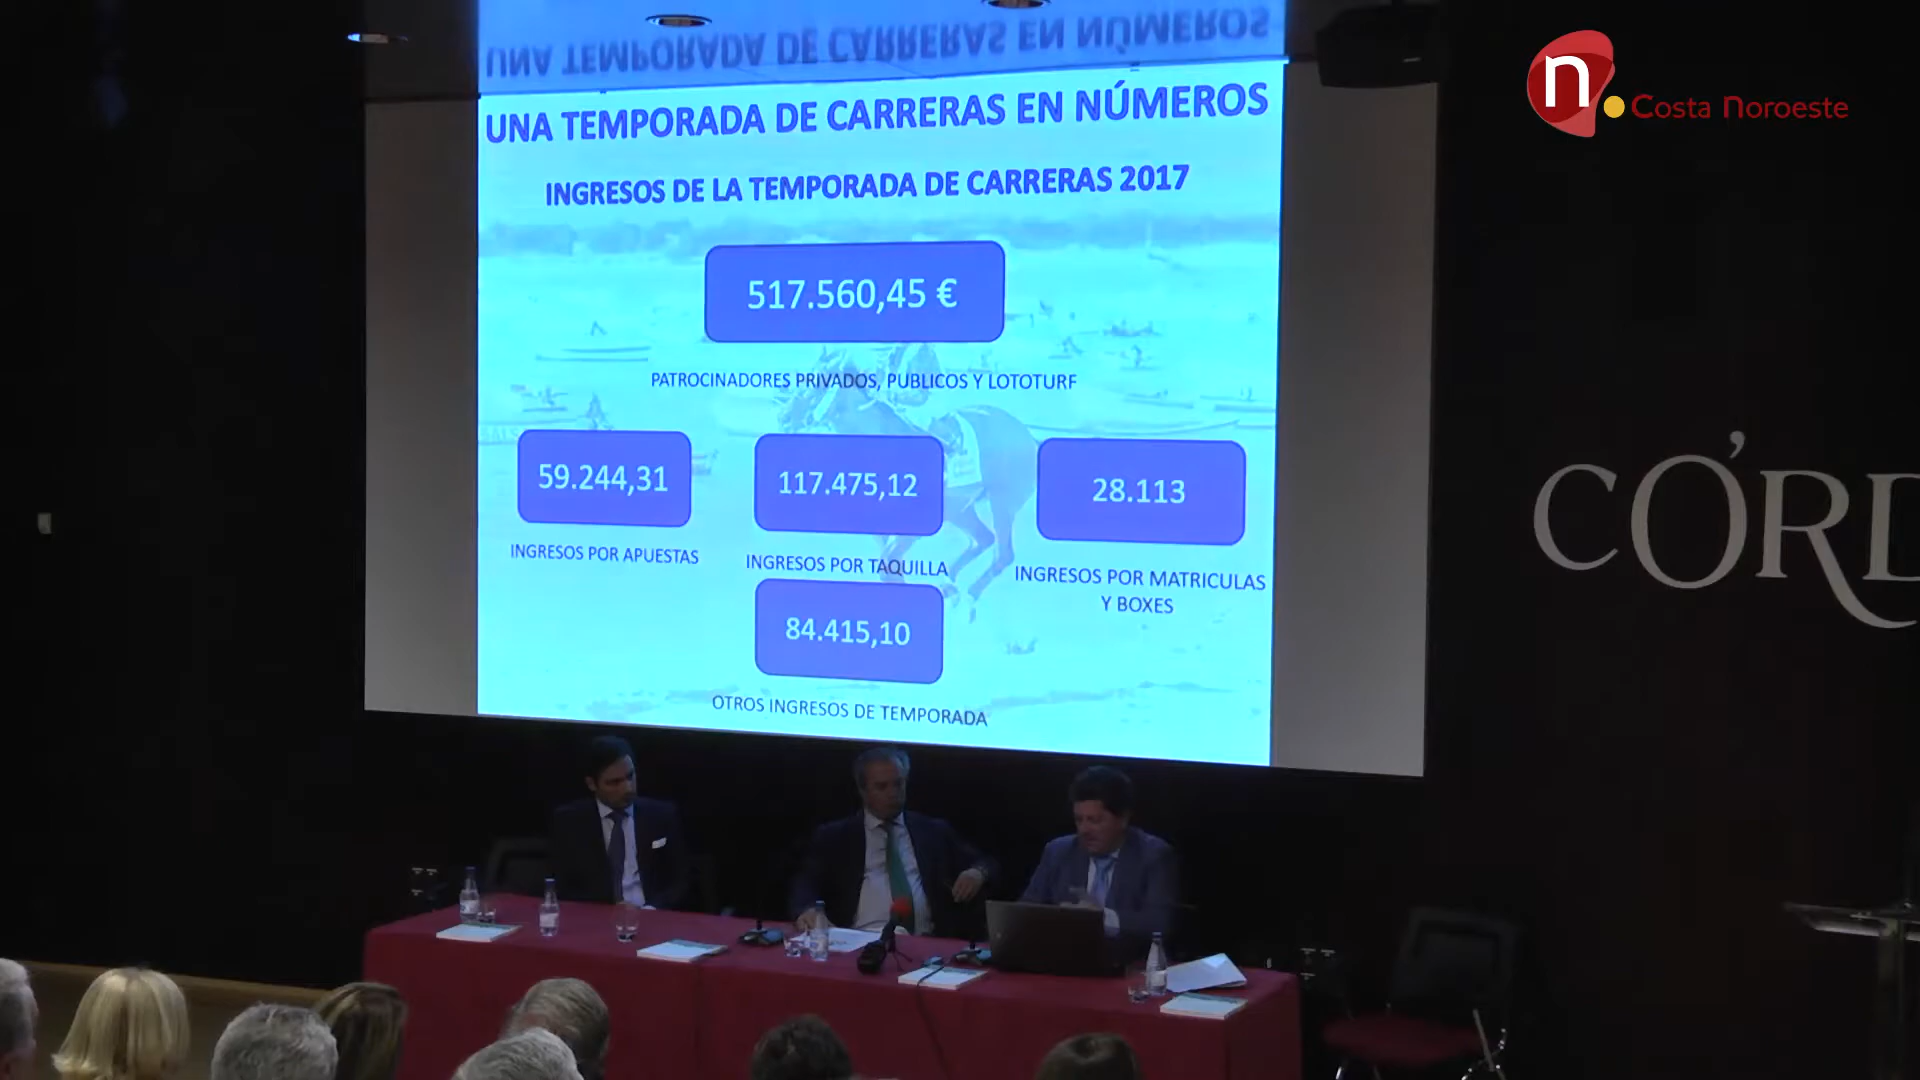 UNA TEMPORADA DE CARRERAS EN NÚMEROS
UNA TEMPORADA DE CARRERAS EN NÚMEROS
n.Costa Noroeste
INGRESOS DE LA TEMPORADA DE CARRERAS 2017
517.560,45 €
PATROCINADORES PRIVADOS, PUBLICOS Y LOTOTURF
59.244,31
117.475,12
28.113
INGRESOS POR APUESTAS
INGRESOS POR TAQUILLA
INGRESOS POR MATRICULAS
Y BOXES
84.415,10
OTROS INGRESOS DE TEMPORADA
CÓRD